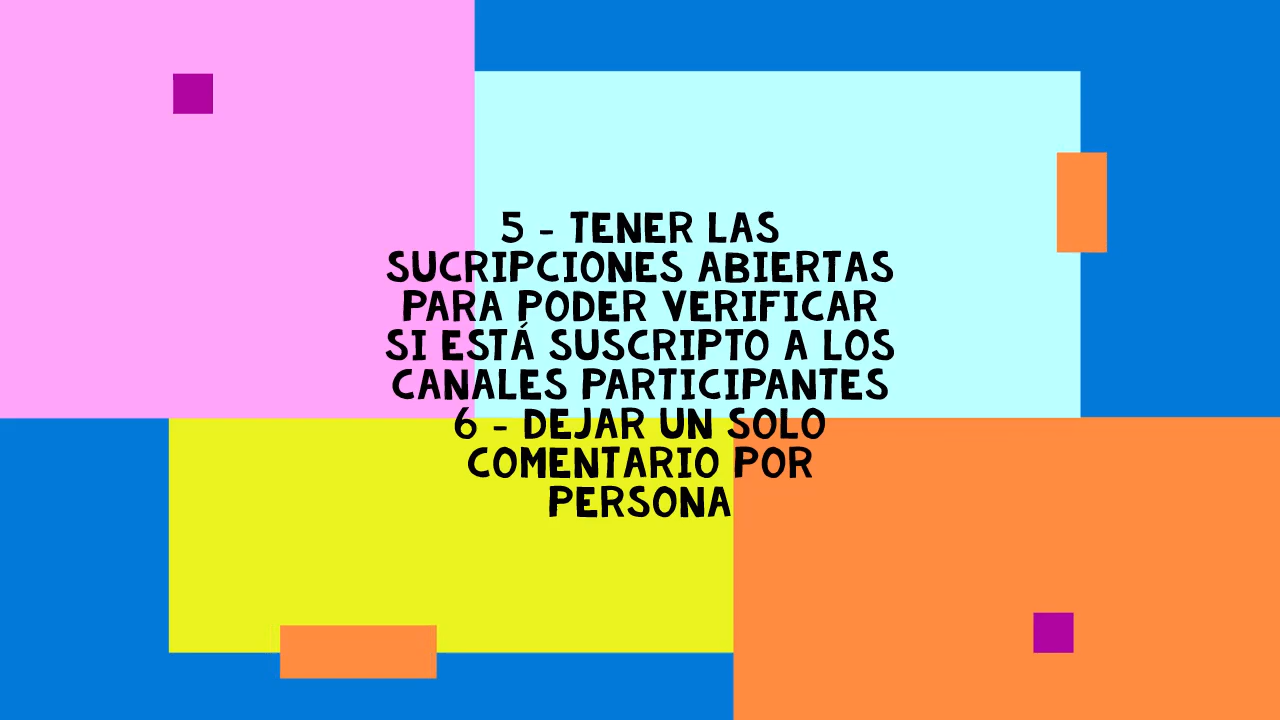 5 - TENER LAS
SUCRIPCIONES ABIERTAS
PARA PODER VERIFICAR
SI ESTÁ SUSCRIPTO A LOS
CANALES PARTICIPANTES
6 - DEJAR UN SOLO
COMENTARIO POR
PERSONA